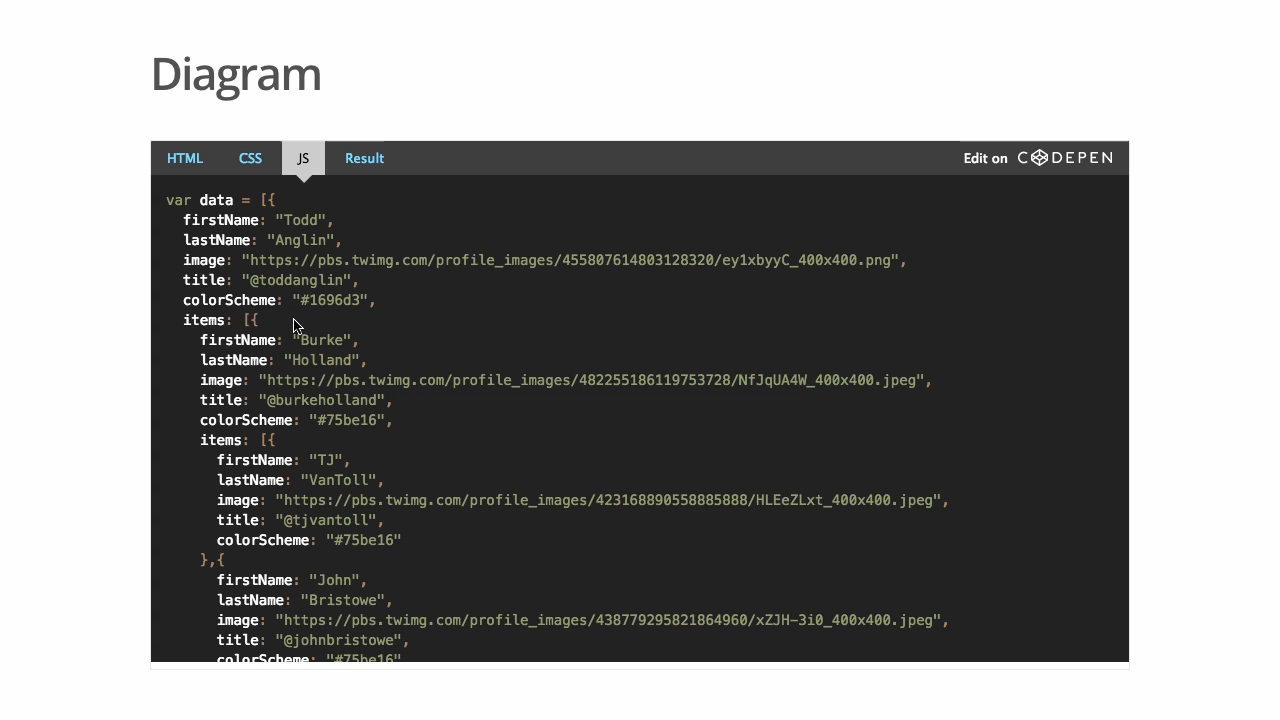 Diagram
HTML CSS JS Result Edit on CODEPEN
var data = [{
firstName: "Todd",
lastName: "Anglin",
image: "https://pbs.twimg.com/profile_images/455807614803128320/ey1xbyyC_400x400.png",
title: "@toddanglin",
colorScheme: "#1696d3",
items: [{
firstName: "Burke",
lastName: "Holland",
image: "https://pbs.twimg.com/profile_images/482255186119753728/NfJqUA4W_400x400.jpeg",
title: "@burkeholland",
colorScheme: "#75be16",
items: [{
firstName: "TJ",
lastName: "VanToll",
image: "https://pbs.twimg.com/profile_images/423168890558885888/HLEeZLxt_400x400.jpeg",
title: "@tjvantoll",
colorScheme: "#75be16"
},{
firstName: "John",
lastName: "Bristowe",
image: "https://pbs.twimg.com/profile_images/438779295821864960/xZJH-3i0_400x400.jpeg",
title: "@johnbristowe",
colorScheme: "#75be16"